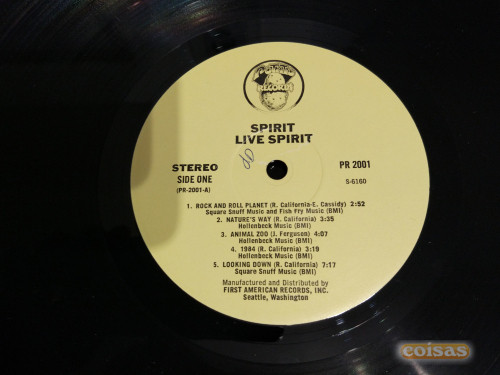 POTATO
RECORDS
SPIRIT
LIVE SPIRIT
STEREO
SIDE ONE
(PR-2001-A)
PR 2001
S-6160
1. ROCK AND ROLL PLANET (R. California-E. Cassidy) 2:52
Square Snuff Music and Fish Fry Music (BMI)
2. NATURE'S WAY (R. California) 3:35
Hollenbeck Music (BMI)
3. ANIMAL ZOO (J. Ferguson) 4:07
Hollenbeck Music (BMI)
4. 1984 (R. California) 3:19
Hollenbeck Music (BMI)
5. LOOKING DOWN (R. California) 7:17
Square Snuff Music (BMI)
Manufactured and Distributed by
FIRST AMERICAN RECORDS, INC.
Seattle, Washington
coisas